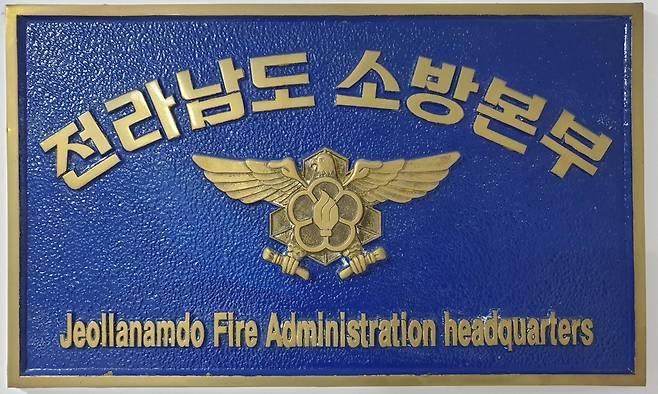 전라남도 소방본부
Jeollanamdo Fire Administration headquarters